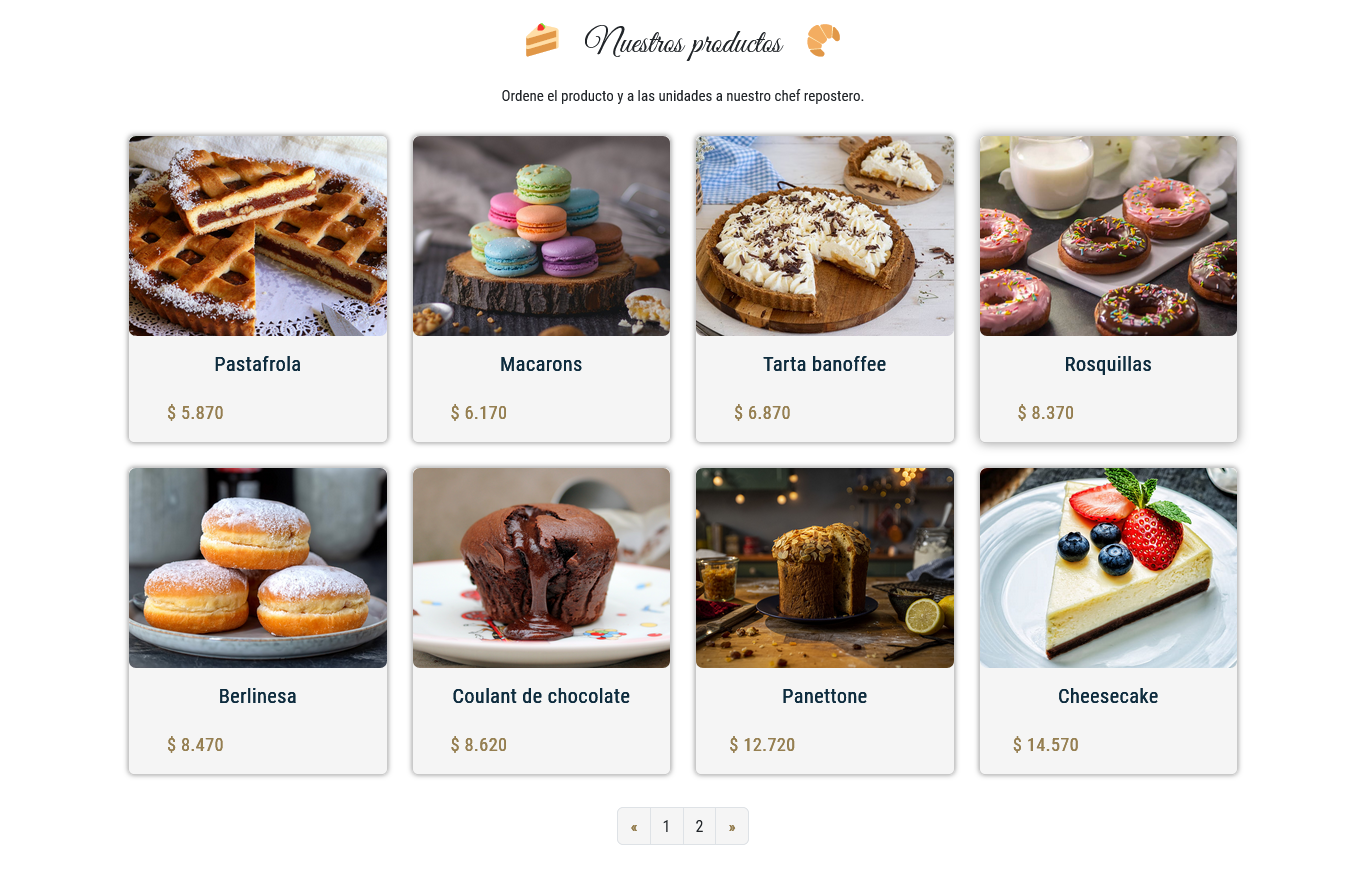 Nuestros productos
Ordene el producto y a las unidades a nuestro chef repostero.
Pastafrola
$ 5.870
Macarons
$ 6.170
Tarta banoffee
$ 6.870
Rosquillas
$ 8.370
Berlinesa
$ 8.470
Coulant de chocolate
$ 8.620
Panettone
$ 12.720
Cheesecake
$ 14.570
« 1 2 »